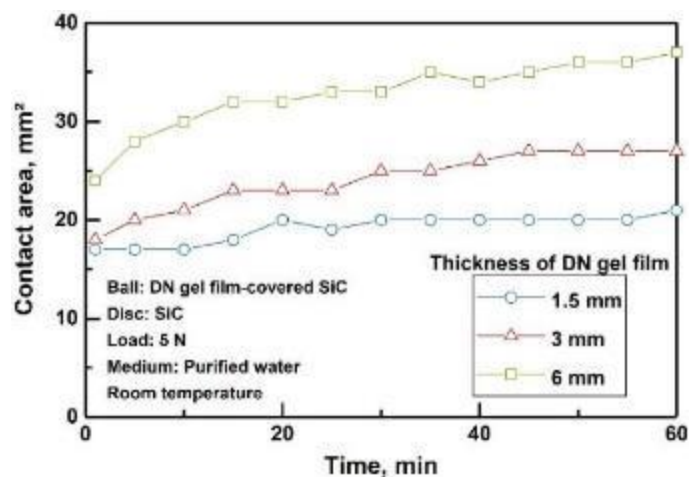 40
30
20
10
0
Contact area, mm²
Ball: DN gel film-covered SiC
Disc: SiC
Load: 5 N
Medium: Purified water
Room temperature
Thickness of DN gel film
1.5 mm
3 mm
6 mm
0 20 40 60
Time, min